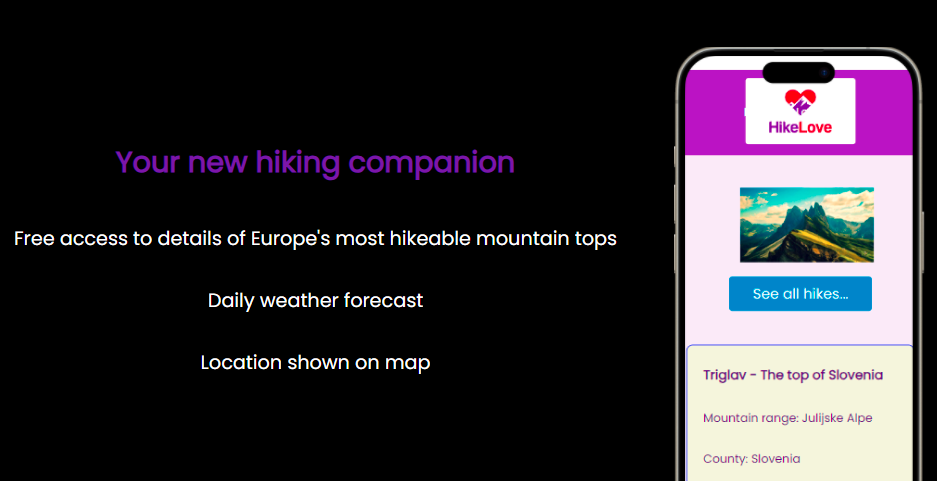 Your new hiking companion
Free access to details of Europe's most hikeable mountain tops
Daily weather forecast
Location shown on map
HikeLove
See all hikes...
Triglav - The top of Slovenia
Mountain range: Julijske Alpe
County: Slovenia